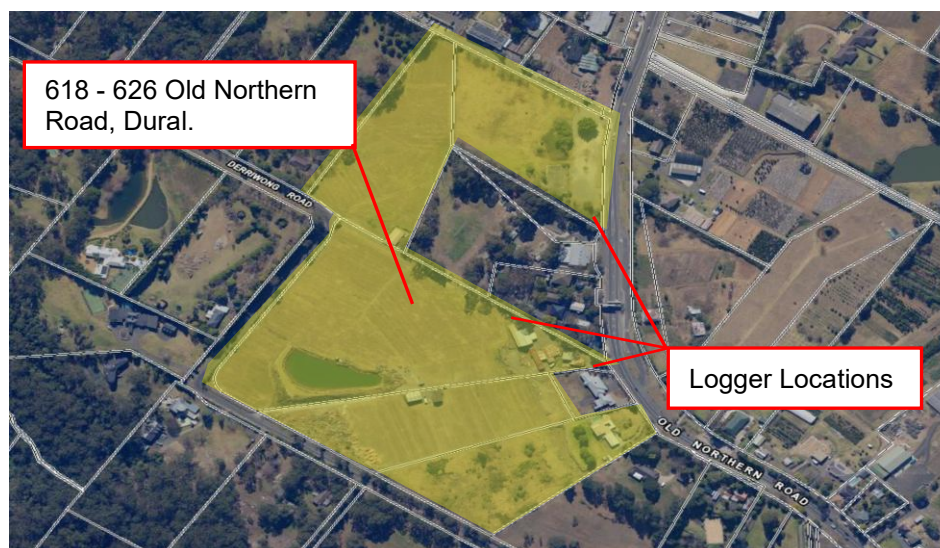 618 - 626 Old Northern
Road, Dural.
DERRIWONG ROAD
Logger Locations
OLD NORTHERN ROAD